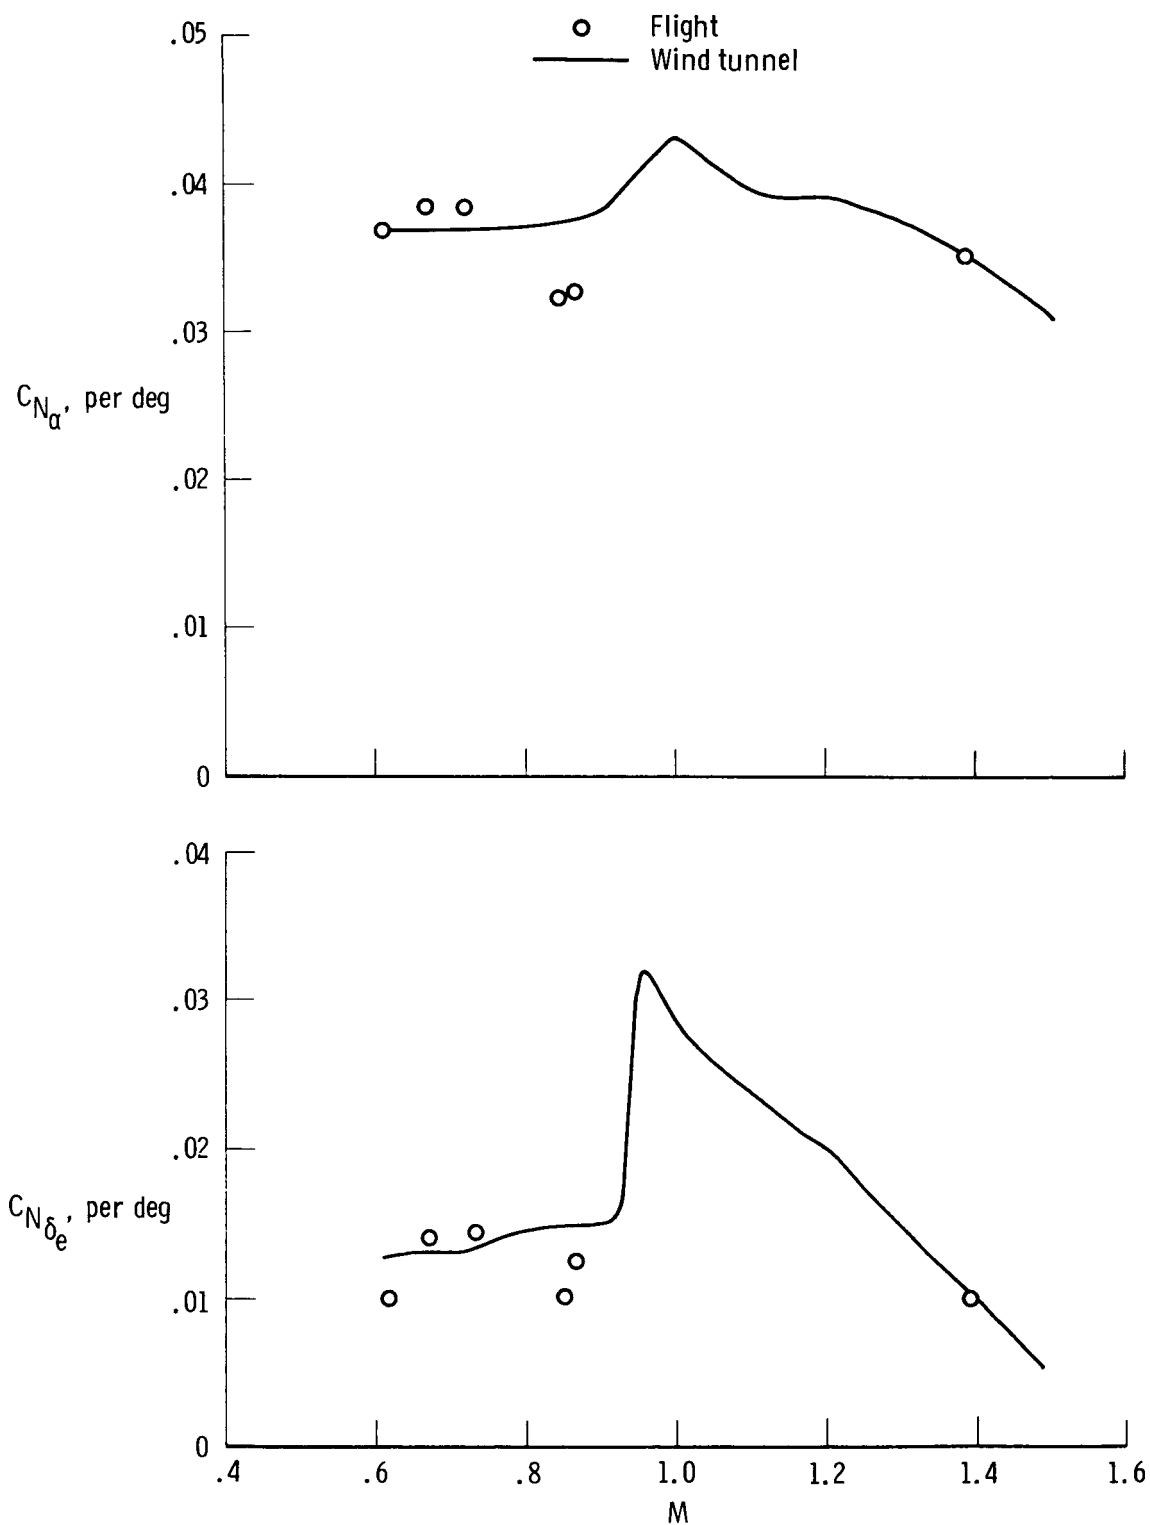 Flight
Wind tunnel
.05
.04
.03
C_{N_α}, per deg
.02
.01
0
.04
.03
.02
C_{N_{δ_e}}, per deg
.01
0
.4 .6 .8 1.0 1.2 1.4 1.6
M